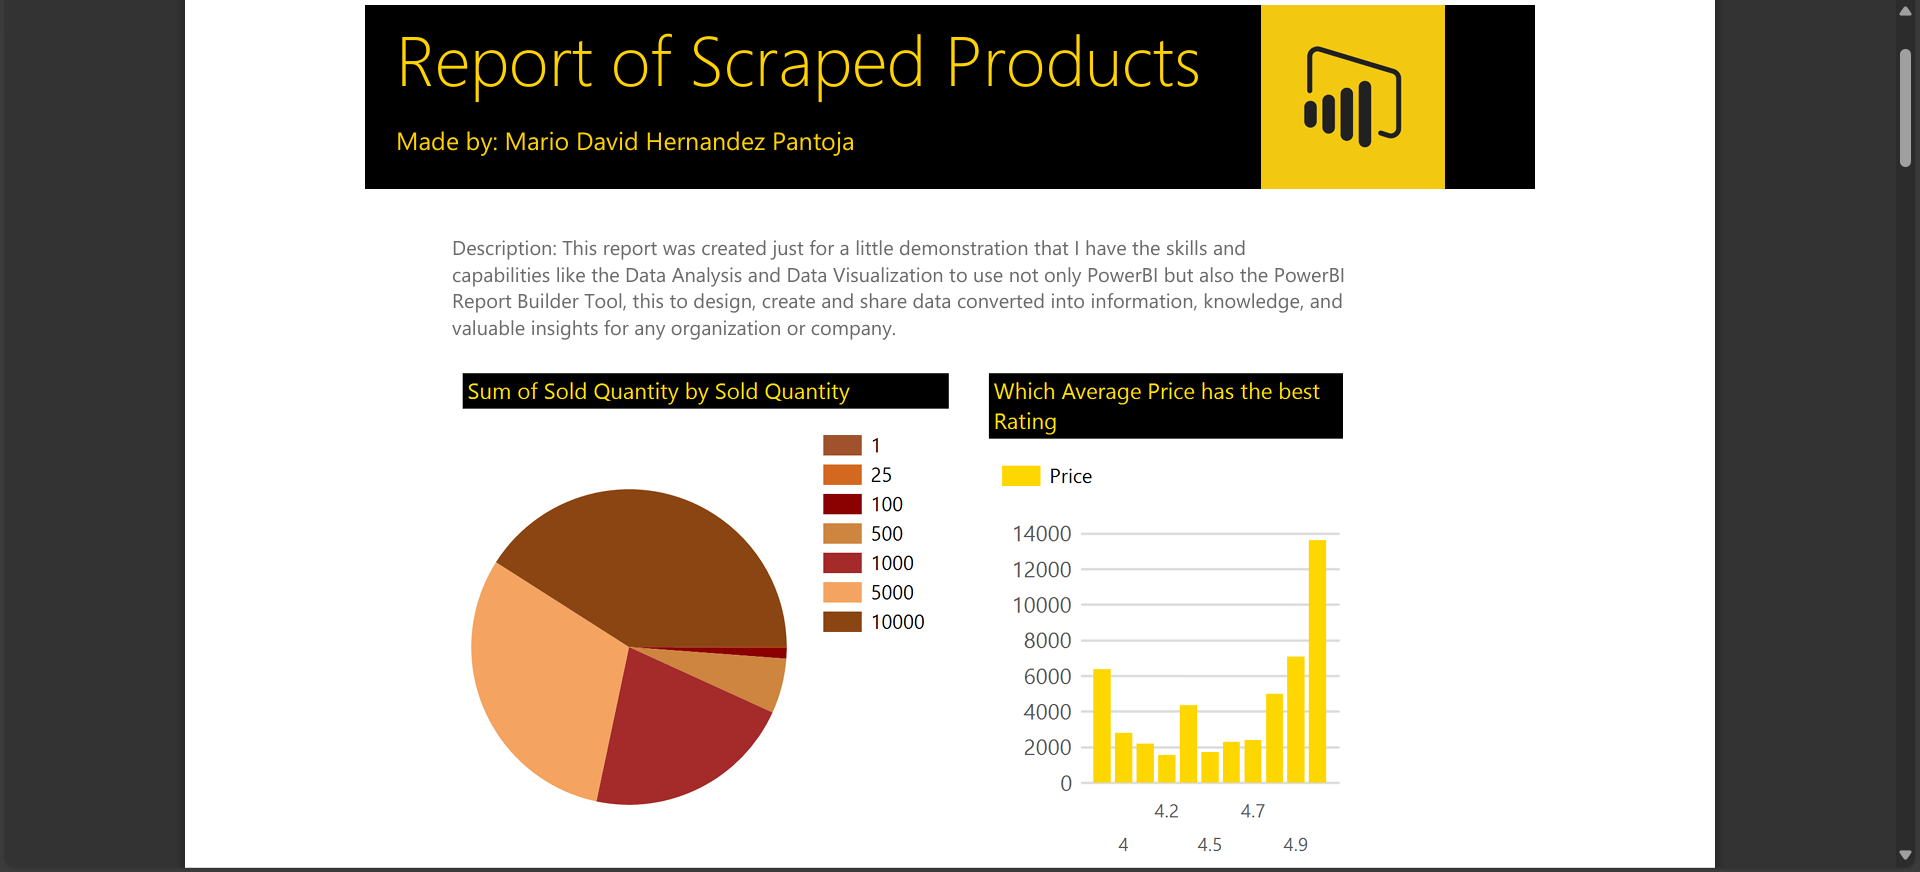 Report of Scraped Products
Made by: Mario David Hernandez Pantoja
Description: This report was created just for a little demonstration that I have the skills and
capabilities like the Data Analysis and Data Visualization to use not only PowerBI but also the PowerBI
Report Builder Tool, this to design, create and share data converted into information, knowledge, and
valuable insights for any organization or company.
Sum of Sold Quantity by Sold Quantity
1
25
100
500
1000
5000
10000
Which Average Price has the best
Rating
Price
14000
12000
10000
8000
6000
4000
2000
0
4.2 4.7
4 4.5 4.9